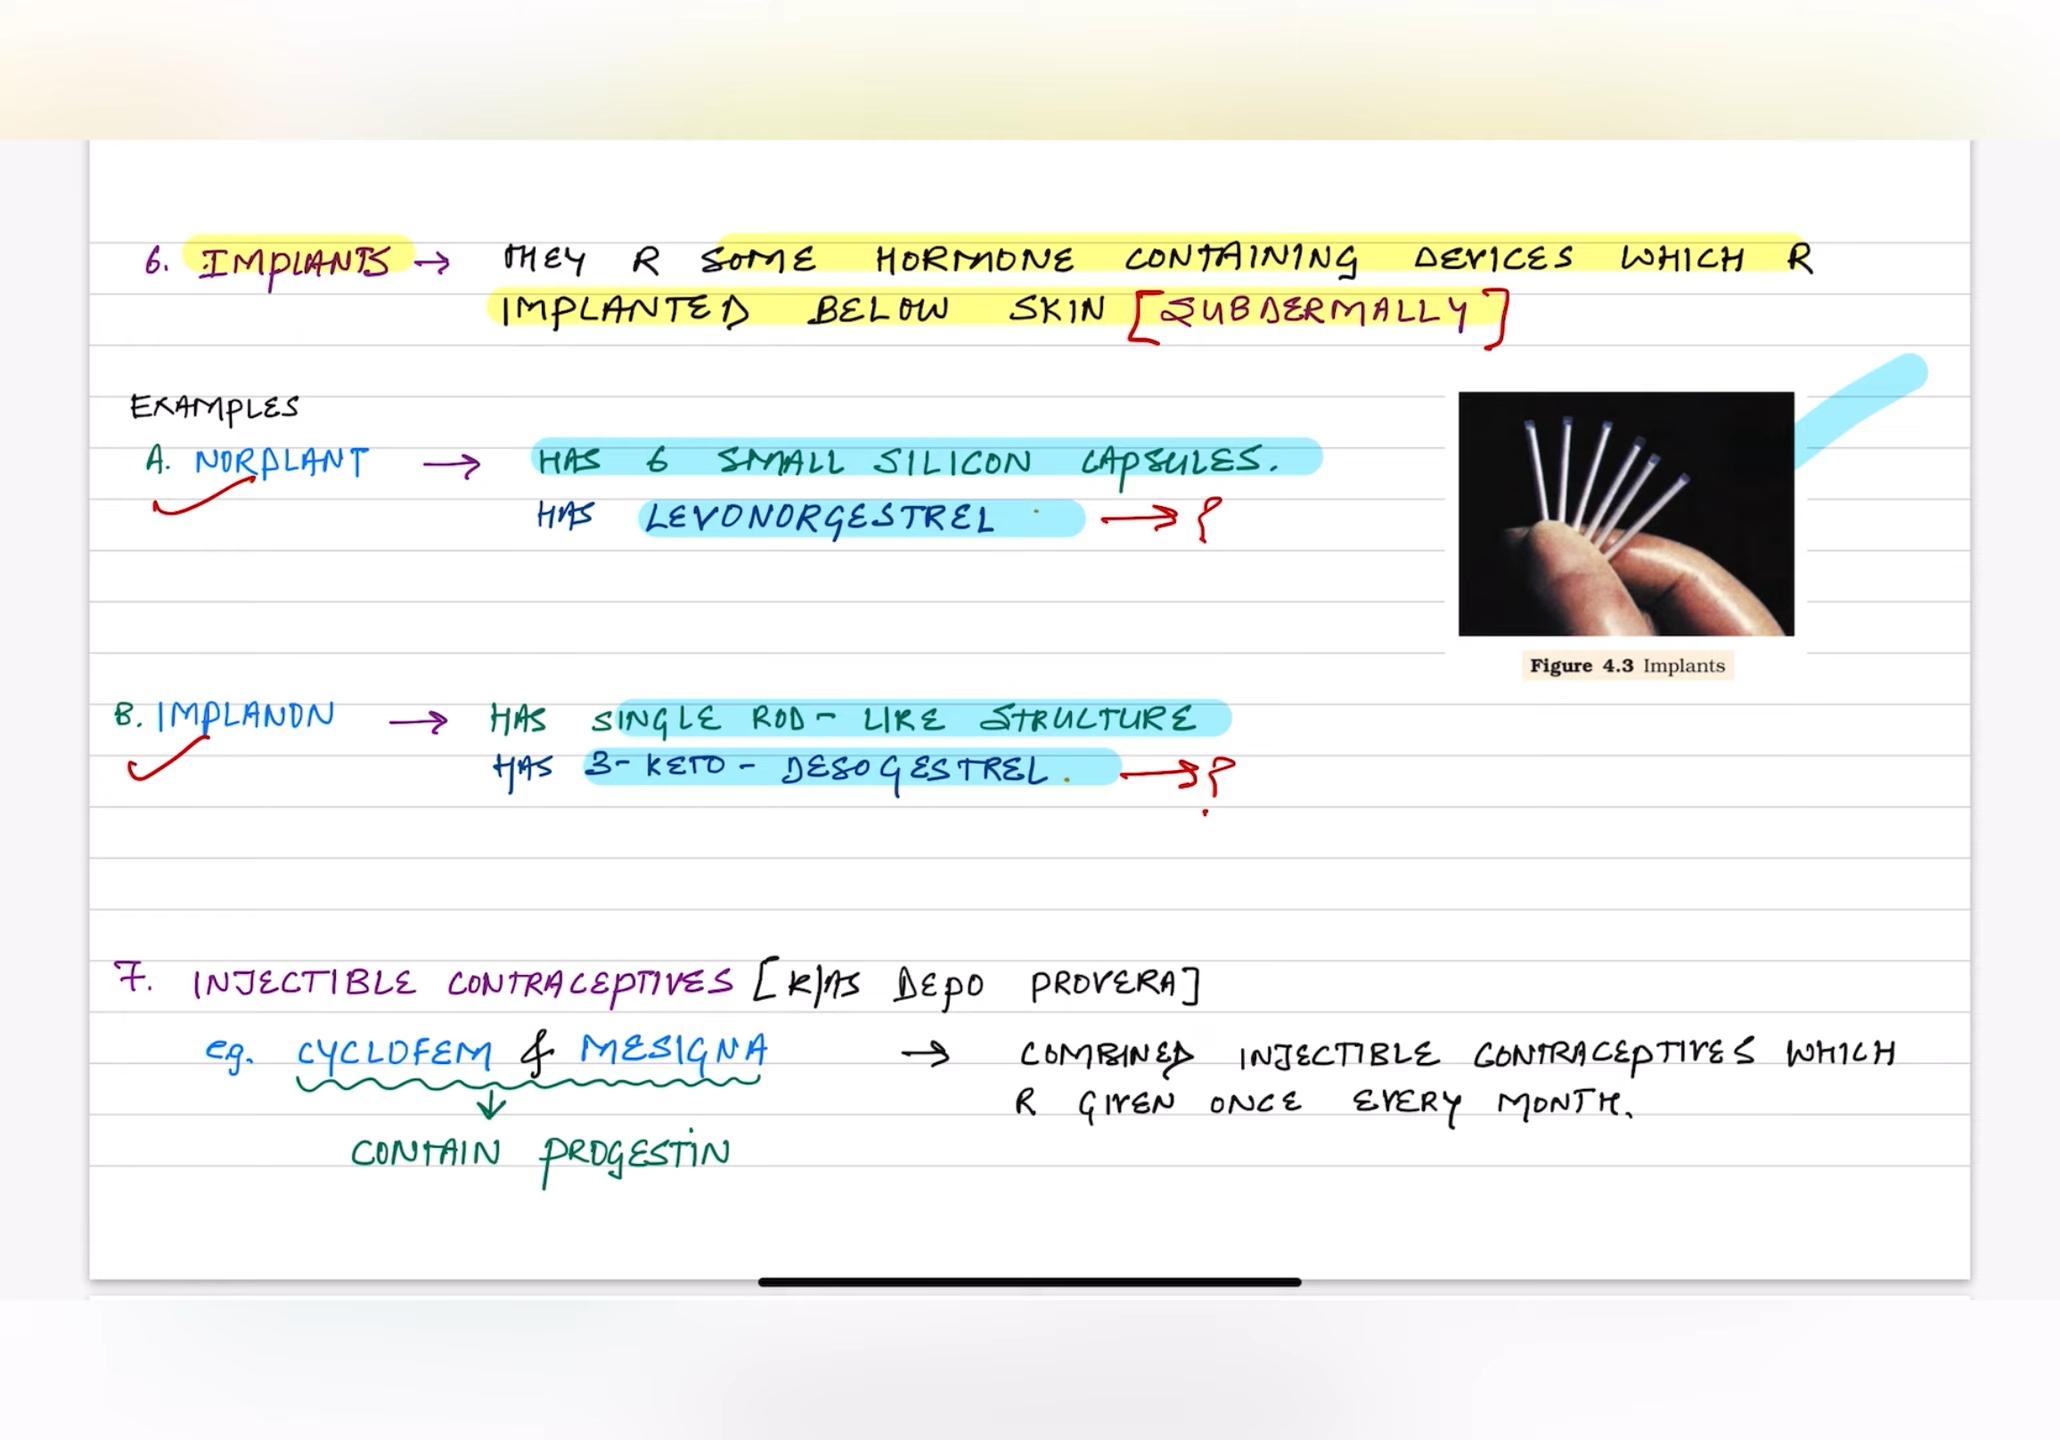 6. IMPLANTS → THEY R SOME HORMONE CONTAINING DEVICES WHICH R
IMPLANTED BELOW SKIN [SUBDERMALLY]
EXAMPLES
A. NORPLANT → HAS 6 SMALL SILICON CAPSULES.
HAS LEVONORGESTREL → ?
Figure 4.3 Implants
B. IMPLANON → HAS SINGLE ROD-LIKE STRUCTURE
HAS 3-KETO-DESOGESTREL. → ?
7. INJECTIBLE CONTRACEPTIVES [K/AS DEPO PROVERA]
eg. CYCLOFEM & MESIGNA → COMBINED INJECTIBLE CONTRACEPTIVES WHICH
R GIVEN ONCE EVERY MONTH.
↓
CONTAIN PROGESTIN